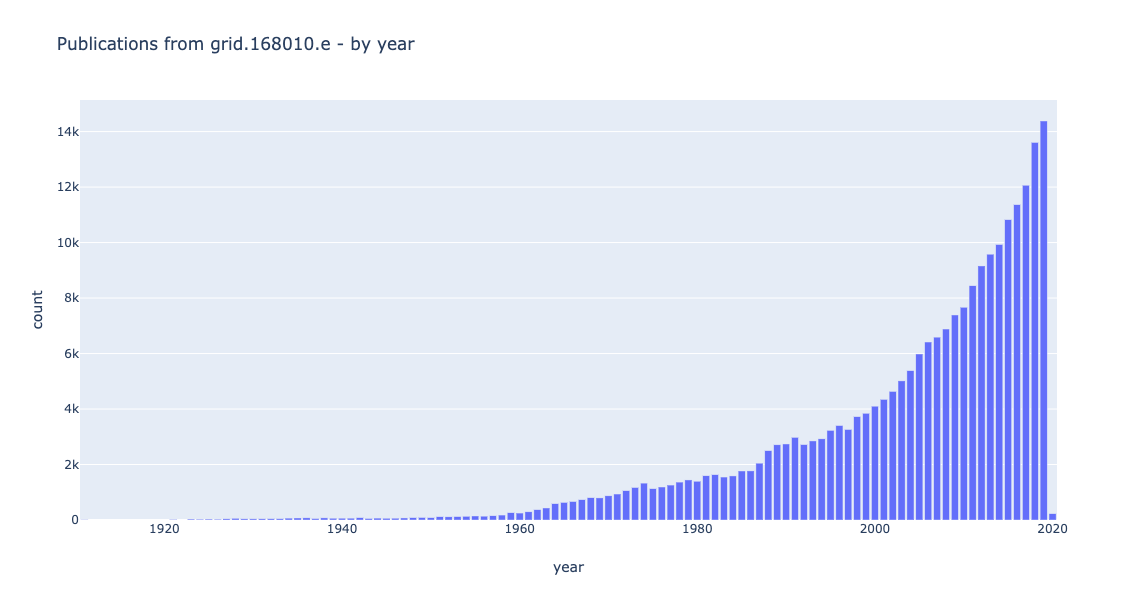 Publications from grid.168010.e - by year
14k
12k
10k
8k
6k
4k
2k
0
count
1920 1940 1960 1980 2000 2020
year